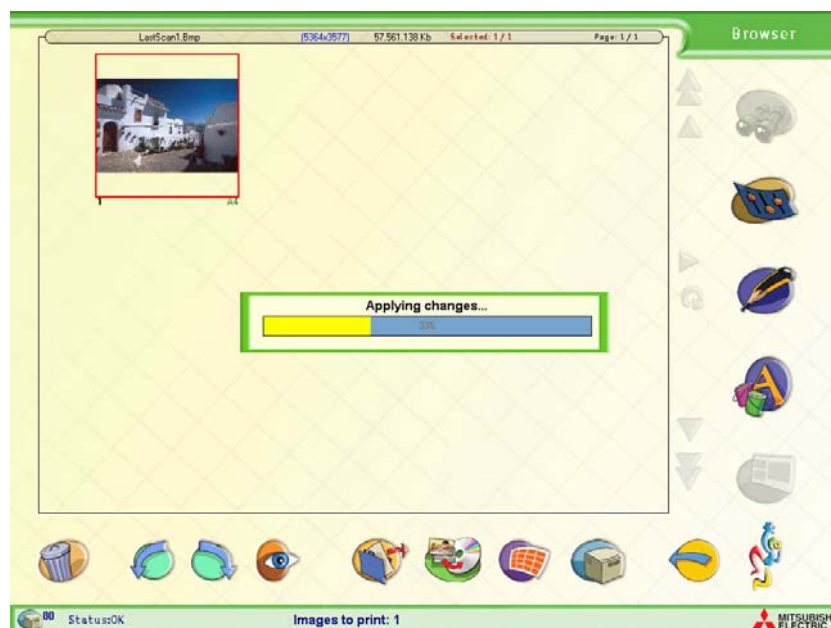 Browser
LastScan1.Bmp (5364x3577) 57.561.138 Kb Selected: 1/1 Page: 1/1
1 A4
Applying changes...
33%
80 Status:OK Images to print: 1
MITSUBISH
ELECTRIC